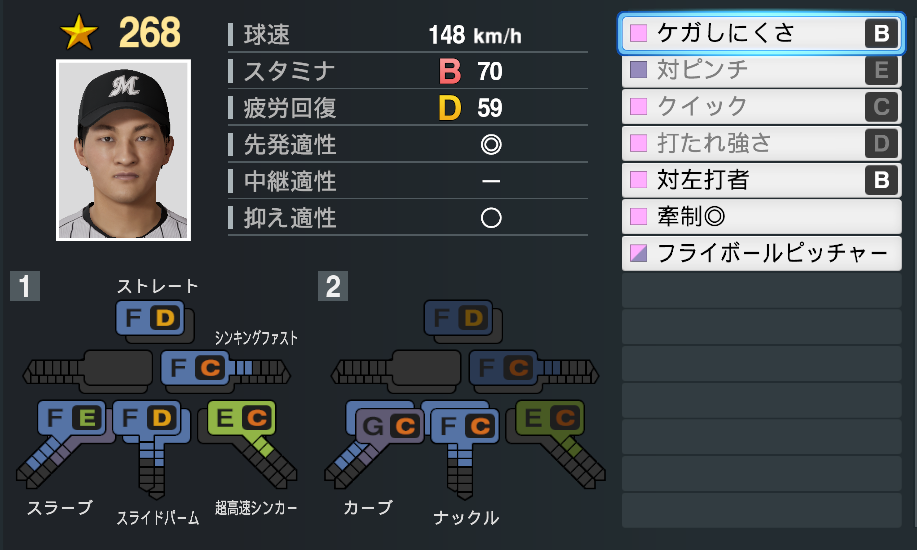 268
球速 148 km/h
スタミナ B 70
疲労回復 D 59
先発適性 ◎
中継適性 ー
抑え適性 ○
ケガしにくさ B
対ピンチ E
クイック C
打たれ強さ D
対左打者 B
牽制◎
フライボールピッチャー
M
1
ストレート
F D
シンキングファスト
F C
F E
F D
E C
スラーブ
スライドパーム
超高速シンカー
2
F D
F C
G C
F C
E C
カーブ
ナックル